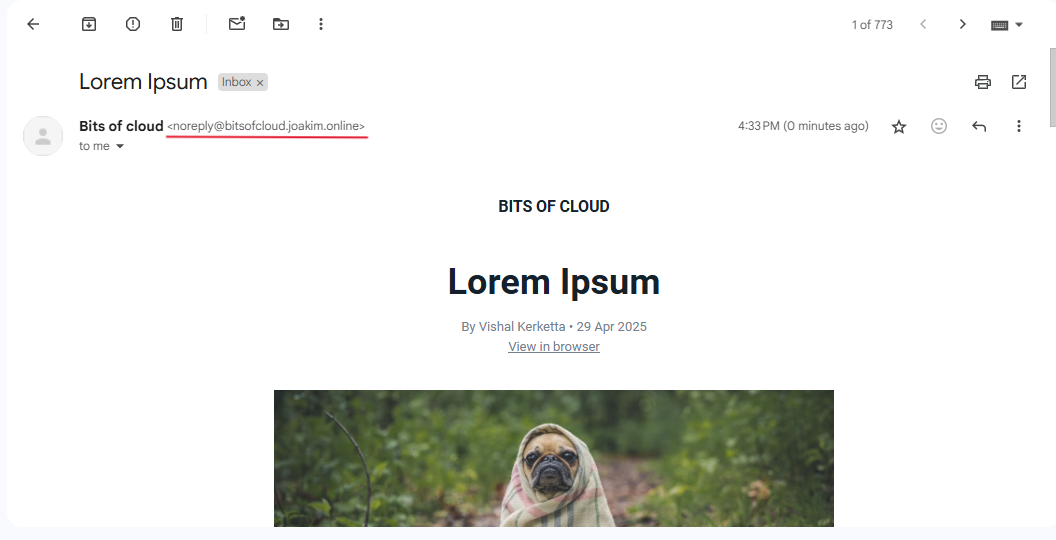 1 of 773
Lorem Ipsum Inbox ×
Bits of cloud <noreply@bitsofcloud.joakim.online> 4:33 PM (0 minutes ago)
to me
BITS OF CLOUD
Lorem Ipsum
By Vishal Kerketta • 29 Apr 2025
View in browser